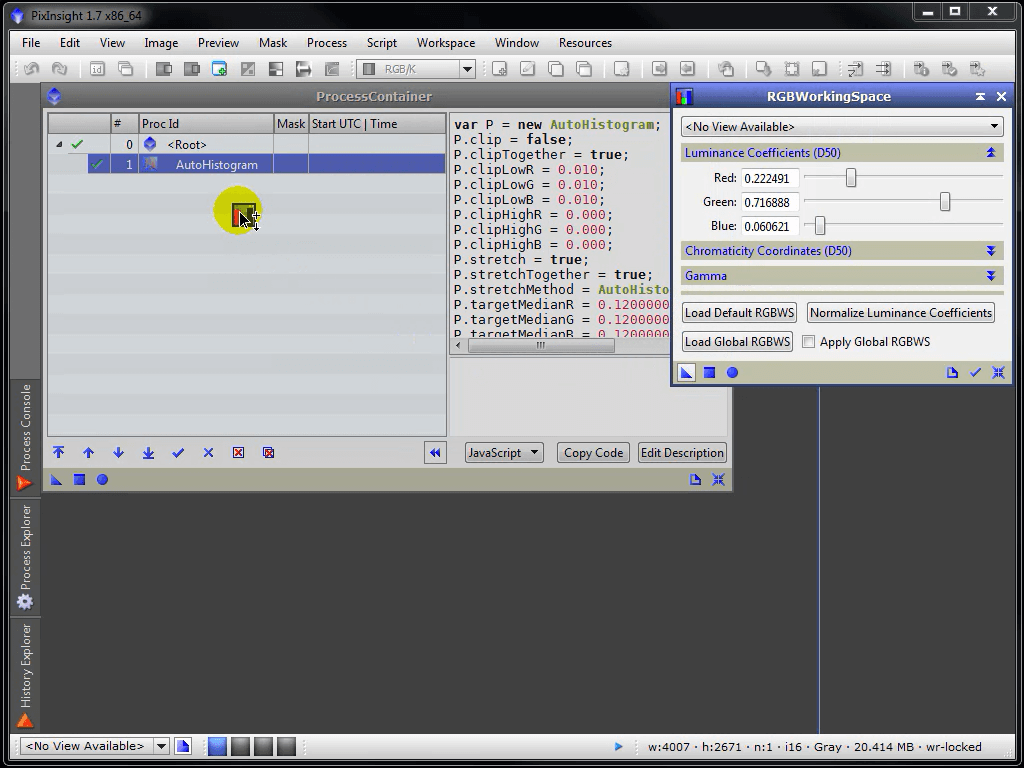 PixInsight 1.7 x86_64
File Edit View Image Preview Mask Process Script Workspace Window Resources
RGB/K
ProcessContainer
# Proc Id Mask Start UTC | Time
0 <Root>
1 AutoHistogram
var P = new AutoHistogram;
P.clip = false;
P.clipTogether = true;
P.clipLowR = 0.010;
P.clipLowG = 0.010;
P.clipLowB = 0.010;
P.clipHighR = 0.000;
P.clipHighG = 0.000;
P.clipHighB = 0.000;
P.stretch = true;
P.stretchTogether = true;
P.stretchMethod = AutoHisto
P.targetMedianR = 0.1200000
P.targetMedianG = 0.1200000
P.targetMedianB = 0.1200000
JavaScript Copy Code Edit Description
RGBWorkingSpace
<No View Available>
Luminance Coefficients (D50)
Red: 0.222491
Green: 0.716888
Blue: 0.060621
Chromaticity Coordinates (D50)
Gamma
Load Default RGBWS Normalize Luminance Coefficients
Load Global RGBWS Apply Global RGBWS
Process Console
Process Explorer
History Explorer
<No View Available>
w:4007 · h:2671 · n:1 · i16 · Gray · 20.414 MB · wr-locked